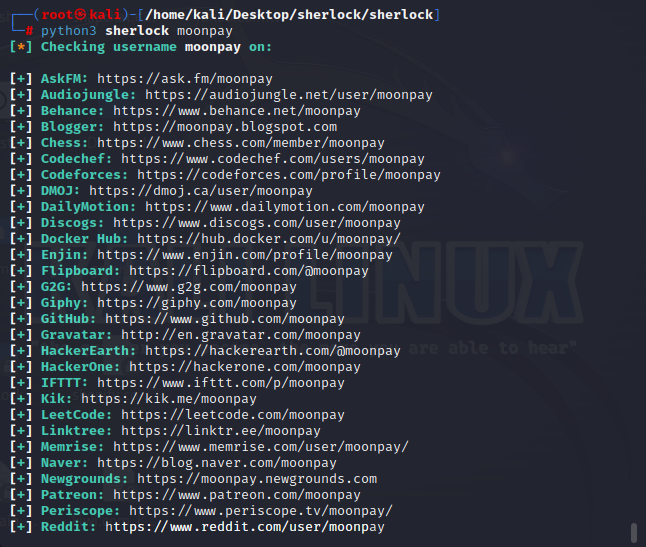 ┌──(root㉿kali)-[/home/kali/Desktop/sherlock/sherlock]
└─# python3 sherlock moonpay
[*] Checking username moonpay on:
[+] AskFM: https://ask.fm/moonpay
[+] Audiojungle: https://audiojungle.net/user/moonpay
[+] Behance: https://www.behance.net/moonpay
[+] Blogger: https://moonpay.blogspot.com
[+] Chess: https://www.chess.com/member/moonpay
[+] Codechef: https://www.codechef.com/users/moonpay
[+] Codeforces: https://codeforces.com/profile/moonpay
[+] DMOJ: https://dmoj.ca/user/moonpay
[+] DailyMotion: https://www.dailymotion.com/moonpay
[+] Discogs: https://www.discogs.com/user/moonpay
[+] Docker Hub: https://hub.docker.com/u/moonpay/
[+] Enjin: https://www.enjin.com/profile/moonpay
[+] Flipboard: https://flipboard.com/@moonpay
[+] G2G: https://www.g2g.com/moonpay
[+] Giphy: https://giphy.com/moonpay
[+] GitHub: https://www.github.com/moonpay
[+] Gravatar: http://en.gravatar.com/moonpay
[+] HackerEarth: https://hackerearth.com/@moonpay
[+] HackerOne: https://hackerone.com/moonpay
[+] IFTTT: https://www.ifttt.com/p/moonpay
[+] Kik: https://kik.me/moonpay
[+] LeetCode: https://leetcode.com/moonpay
[+] Linktree: https://linktr.ee/moonpay
[+] Memrise: https://www.memrise.com/user/moonpay/
[+] Naver: https://blog.naver.com/moonpay
[+] Newgrounds: https://moonpay.newgrounds.com
[+] Patreon: https://www.patreon.com/moonpay
[+] Periscope: https://www.periscope.tv/moonpay/
[+] Reddit: https://www.reddit.com/user/moonpay
LINUX
are able to hear"